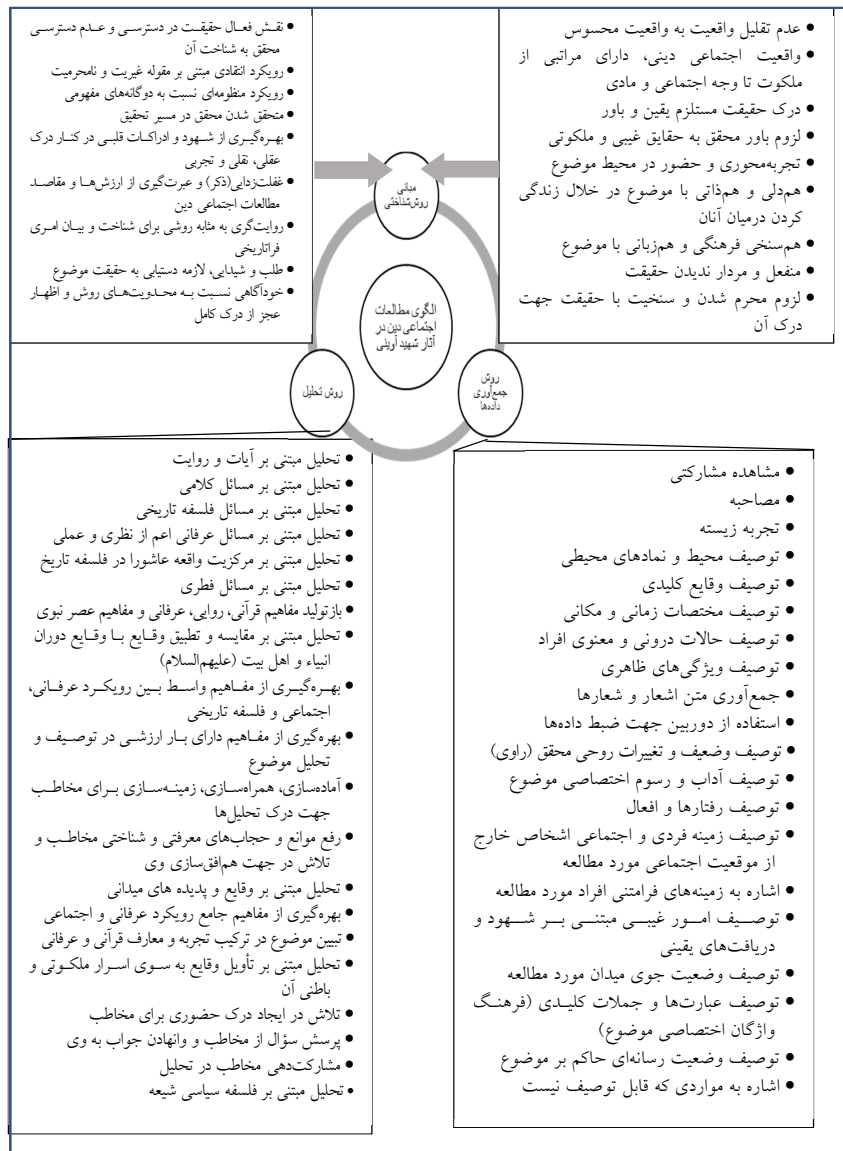 • عدم تقلیل واقعیت به واقعیت محسوس
• واقعیت اجتماعی دینی، دارای مراتبی از
ملکوت تا وجه اجتماعی و مادی
• درک حقیقت مستلزم یقین و باور
• لزوم باور محقق به حقایق غیبی و ملکوتی
• تجربه‌محوری و حضور در محیط موضوع
• هم‌دلی و هم‌ذاتی با موضوع در خلال زندگی
کردن درمیان آنان
• هم‌سنخی فرهنگی و هم‌زبانی با موضوع
• منفعل و مردار ندیدن حقیقت
• لزوم محرم شدن و سنخیت با حقیقت جهت
درک آن
• نقش فعال حقیقت در دسترسی و عدم دسترسی
محقق به شناخت آن
• رویکرد انتقادی مبتنی بر مقوله غیریت و نامحرمیت
• رویکرد منظومه‌ای نسبت به دوگانه‌های مفهومی
• متحقق شدن محقق در مسیر تحقیق
• بهره‌گیری از شهود و ادراکات قلبی در کنار درک
عقلی، نقلی و تجربی
• غفلت‌زدایی(ذکر) و عبرت‌گیری از ارزش‌ها و مقاصد
مطالعات اجتماعی دین
• روایت‌گری به مثابه روشی برای شناخت و بیان امری
فراتاریخی
• طلب و شیدایی، لازمه دستیابی به حقیقت موضوع
• خودآگاهی نسبت به محدویت‌های روش و اظهار
عجز از درک کامل
مبانی
روش‌شناختی
الگوی مطالعات
اجتماعی دین در
آثار شهید آوینی
روش
جمع‌آوری
داده‌ها
روش تحلیل
• مشاهده مشارکتی
• مصاحبه
• تجربه زیسته
• توصیف محیط و نمادهای محیطی
• توصیف وقایع کلیدی
• توصیف مختصات زمانی و مکانی
• توصیف حالات درونی و معنوی افراد
• توصیف ویژگی‌های ظاهری
• جمع‌آوری متن اشعار و شعارها
• استفاده از دوربین جهت ضبط داده‌ها
• توصیف وضعیف و تغییرات روحی محقق (راوی)
• توصیف آداب و رسوم اختصاصی موضوع
• توصیف رفتارها و افعال
• توصیف زمینه فردی و اجتماعی اشخاص خارج
از موقعیت اجتماعی مورد مطالعه
• اشاره به زمینه‌های فرامتنی افراد مورد مطالعه
• توصیف امور غیبی مبتنی بر شهود و
دریافت‌های یقینی
• توصیف وضعیت جوی میدان مورد مطالعه
• توصیف عبارت‌ها و جملات کلیدی (فرهنگ
واژگان اختصاصی موضوع)
• توصیف وضعیت رسانه‌ای حاکم بر موضوع
• اشاره به مواردی که قابل توصیف نیست
• تحلیل مبتنی بر آیات و روایت
• تحلیل مبتنی بر مسائل کلامی
• تحلیل مبتنی بر مسائل فلسفه تاریخی
• تحلیل مبتنی بر مسائل عرفانی اعم از نظری و عملی
• تحلیل مبتنی بر مرکزیت واقعه عاشورا در فلسفه تاریخ
• تحلیل مبتنی بر مسائل فطری
• بازتولید مفاهیم قرآنی، روایی، عرفانی و مفاهیم عصر نبوی
• تحلیل مبتنی بر مقایسه و تطبیق وقایع با وقایع دوران
انبیاء و اهل بیت (علیهم‌السلام)
• بهره‌گیری از مفاهیم واسط بین رویکرد عرفانی،
اجتماعی و فلسفه تاریخی
• بهره‌گیری از مفاهیم دارای بار ارزشی در توصیف و
تحلیل موضوع
• آماده‌سازی، همراه‌سازی، زمینه‌سازی برای مخاطب
جهت درک تحلیل‌ها
• رفع موانع و حجاب‌های معرفتی و شناختی مخاطب و
تلاش در جهت هم‌افق‌سازی وی
• تحلیل مبتنی بر وقایع و پدیده های میدانی
• بهره‌گیری از مفاهیم جامع رویکرد عرفانی و اجتماعی
• تبیین موضوع در ترکیب تجربه و معارف قرآنی و عرفانی
• تحلیل مبتنی بر تأویل وقایع به سوی اسرار ملکوتی و
باطنی آن
• تلاش در ایجاد درک حضوری برای مخاطب
• پرسش سؤال از مخاطب و وانهادن جواب به وی
• مشارکت‌دهی مخاطب در تحلیل
• تحلیل مبتنی بر فلسفه سیاسی شیعه